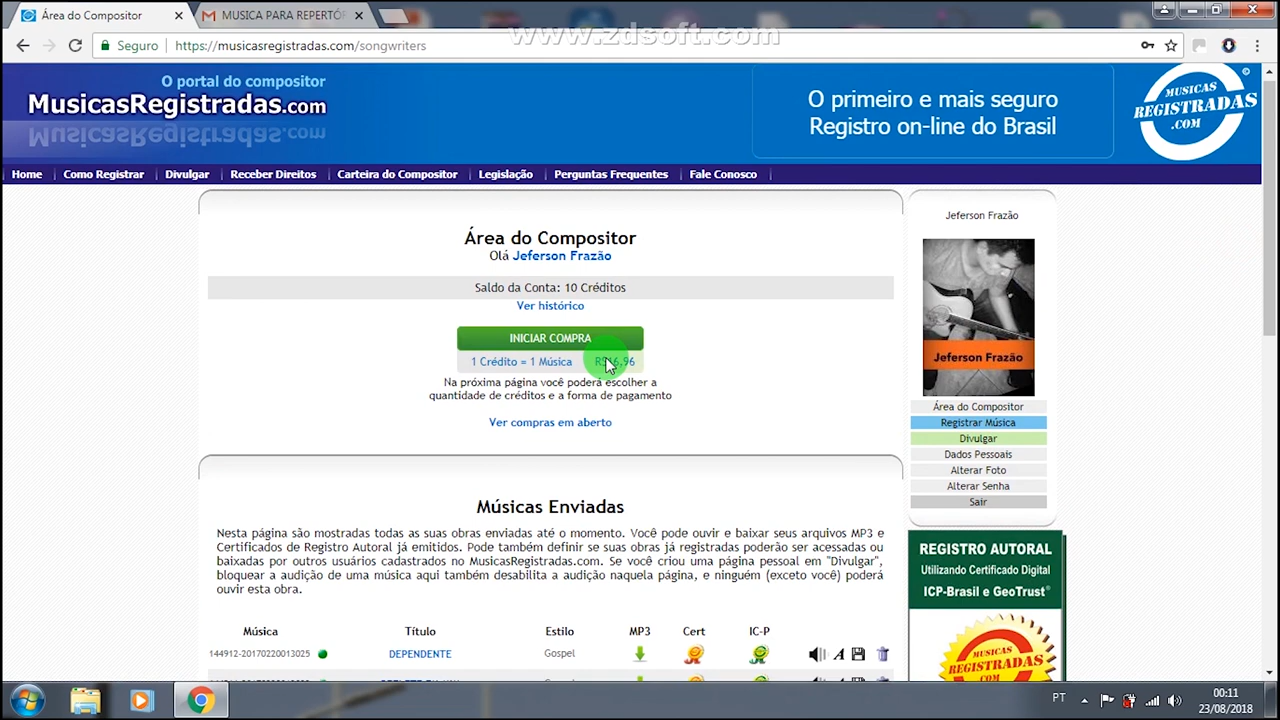 Área do Compositor
MUSICA PARA REPERTÓR
www.zdsoft.com
Seguro
https://musicasregistradas.com/songwriters
O portal do compositor
MusicasRegistradas.com
O primeiro e mais seguro
Registro on-line do Brasil
MUSICAS
REGISTRADAS
.COM
Home
Como Registrar
Divulgar
Receber Direitos
Carteira do Compositor
Legislação
Perguntas Frequentes
Fale Conosco
Área do Compositor
Olá Jeferson Frazão
Saldo da Conta: 10 Créditos
Ver histórico
INICIAR COMPRA
1 Crédito = 1 Música
Na próxima página você poderá escolher a
quantidade de créditos e a forma de pagamento
Ver compras em aberto
Jeferson Frazão
Jeferson Frazão
Área do Compositor
Registrar Música
Divulgar
Dados Pessoais
Alterar Foto
Alterar Senha
Sair
Músicas Enviadas
Nesta página são mostradas todas as suas obras enviadas até o momento. Você pode ouvir e baixar seus arquivos MP3 e
Certificados de Registro Autoral já emitidos. Pode também definir se suas obras já registradas poderão ser acessadas ou
baixadas por outros usuários cadastrados no MusicasRegistradas.com. Se você criou uma página pessoal em "Divulgar",
bloquear a audição de uma música aqui também desabilita a audição naquela página, e ninguém (exceto você) poderá
ouvir esta obra.
Música Título Estilo MP3 Cert IC-P
144912-20170220013025 DEPENDENTE Gospel
REGISTRO AUTORAL
Utilizando Certificado Digital
ICP-Brasil e GeoTrust
MUSICAS
REGISTRADAS
.COM
PT
00:11
23/08/2018